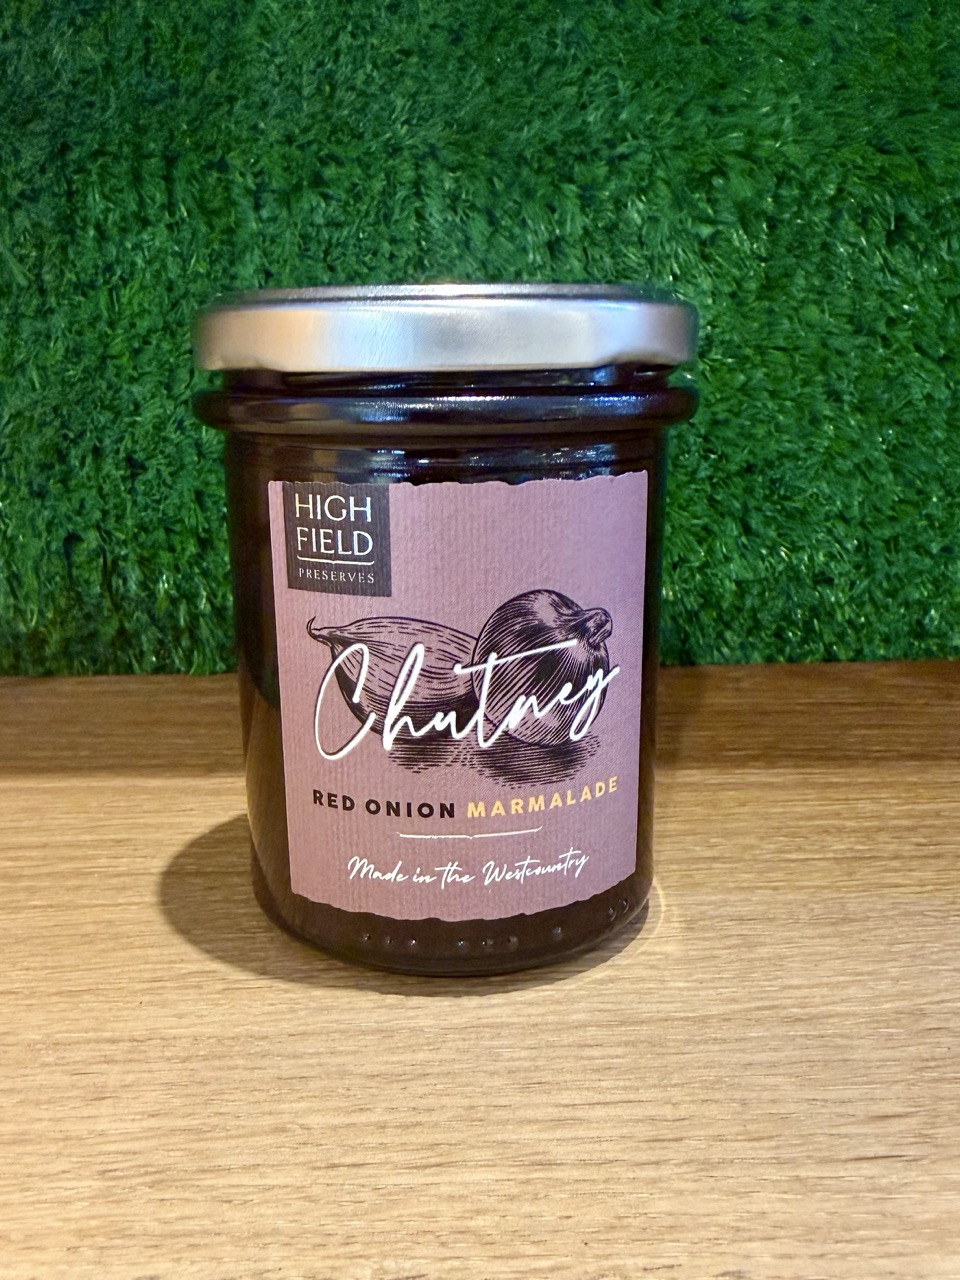 HIGH
FIELD
PRESERVES
Chutney
RED ONION MARMALADE
Made in the Westcountry